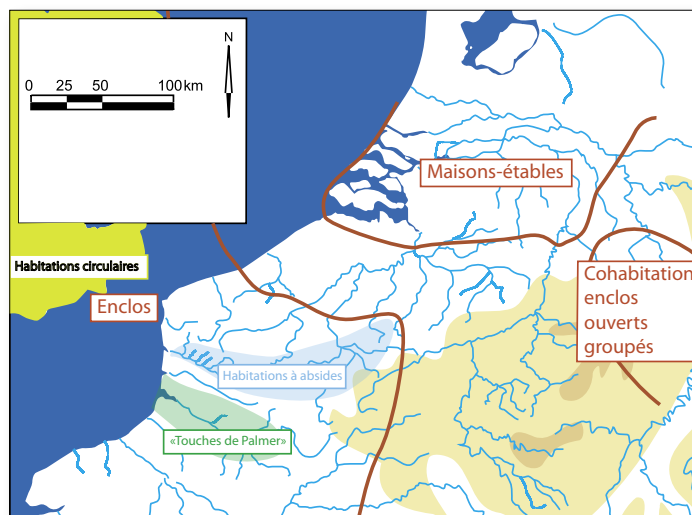 N
0 25 50 100 km
Maisons-étables
Habitations circulaires
Enclos
Cohabitation
enclos
ouverts
groupés
Habitations à absides
«Touches de Palmer»